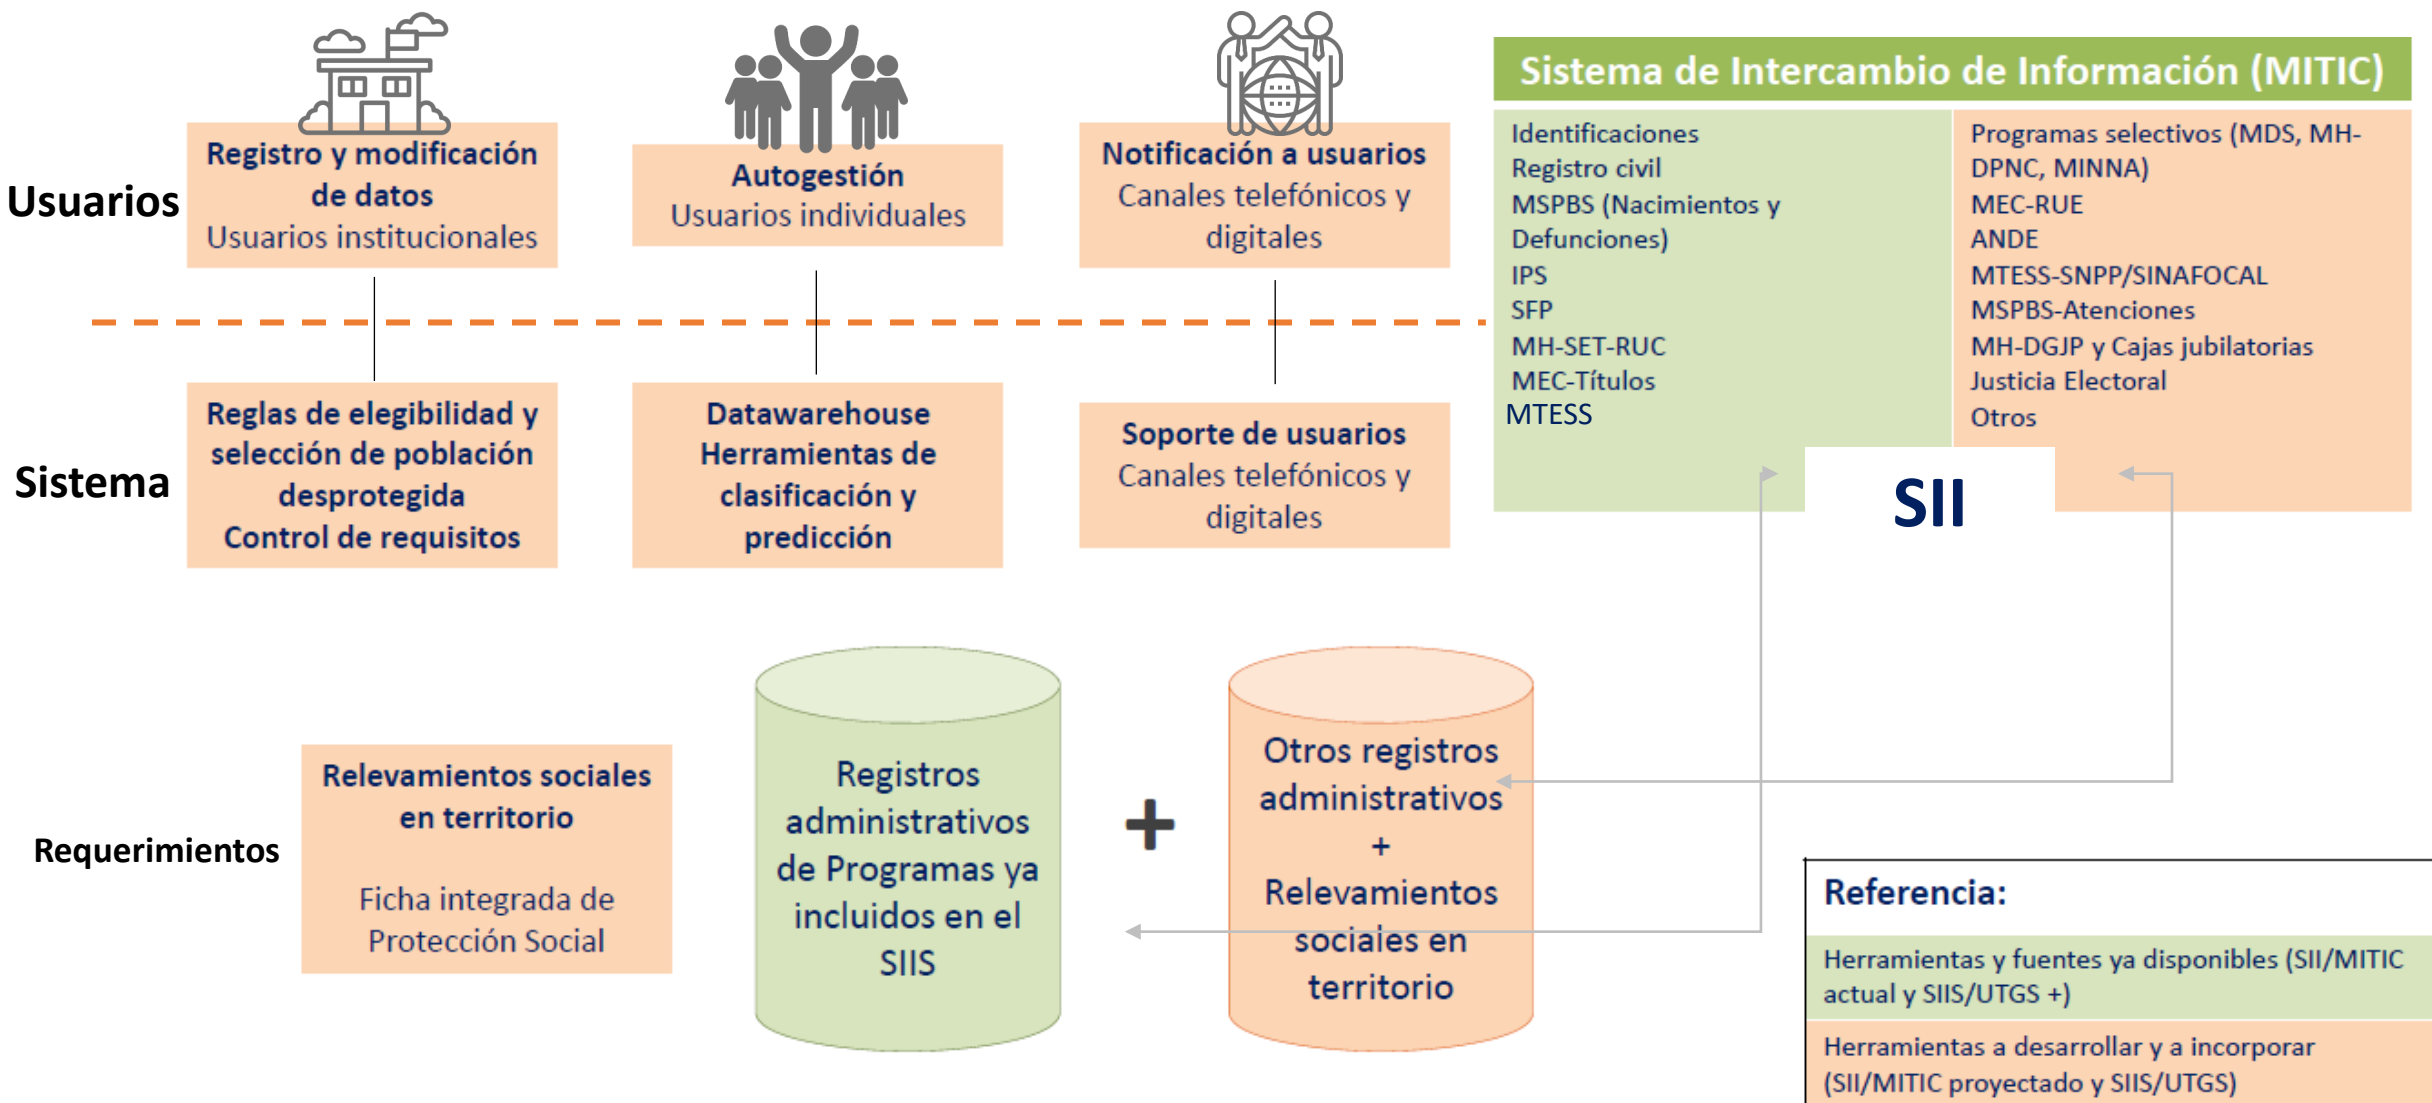 Usuarios
Registro y modificación
de datos
Usuarios institucionales
Autogestión
Usuarios individuales
Notificación a usuarios
Canales telefónicos y
digitales
Sistema
Reglas de elegibilidad y
selección de población
desprotegida
Control de requisitos
Datawarehouse
Herramientas de
clasificación y
predicción
Soporte de usuarios
Canales telefónicos y
digitales
Sistema de Intercambio de Información (MITIC)
Identificaciones
Registro civil
MSPBS (Nacimientos y
Defunciones)
IPS
SFP
MH-SET-RUC
MEC-Títulos
MTESS
Programas selectivos (MDS, MH-
DPNC, MINNA)
MEC-RUE
ANDE
MTESS-SNPP/SINAFOCAL
MSPBS-Atenciones
MH-DGJP y Cajas jubilatorias
Justicia Electoral
Otros
SII
Requerimientos
Relevamientos sociales
en territorio
Ficha integrada de
Protección Social
Registros
administrativos
de Programas ya
incluidos en el
SIIS
+
Otros registros
administrativos
+
Relevamientos
sociales en
territorio
Referencia:
Herramientas y fuentes ya disponibles (SII/MITIC
actual y SIIS/UTGS +)
Herramientas a desarrollar y a incorporar
(SII/MITIC proyectado y SIIS/UTGS)